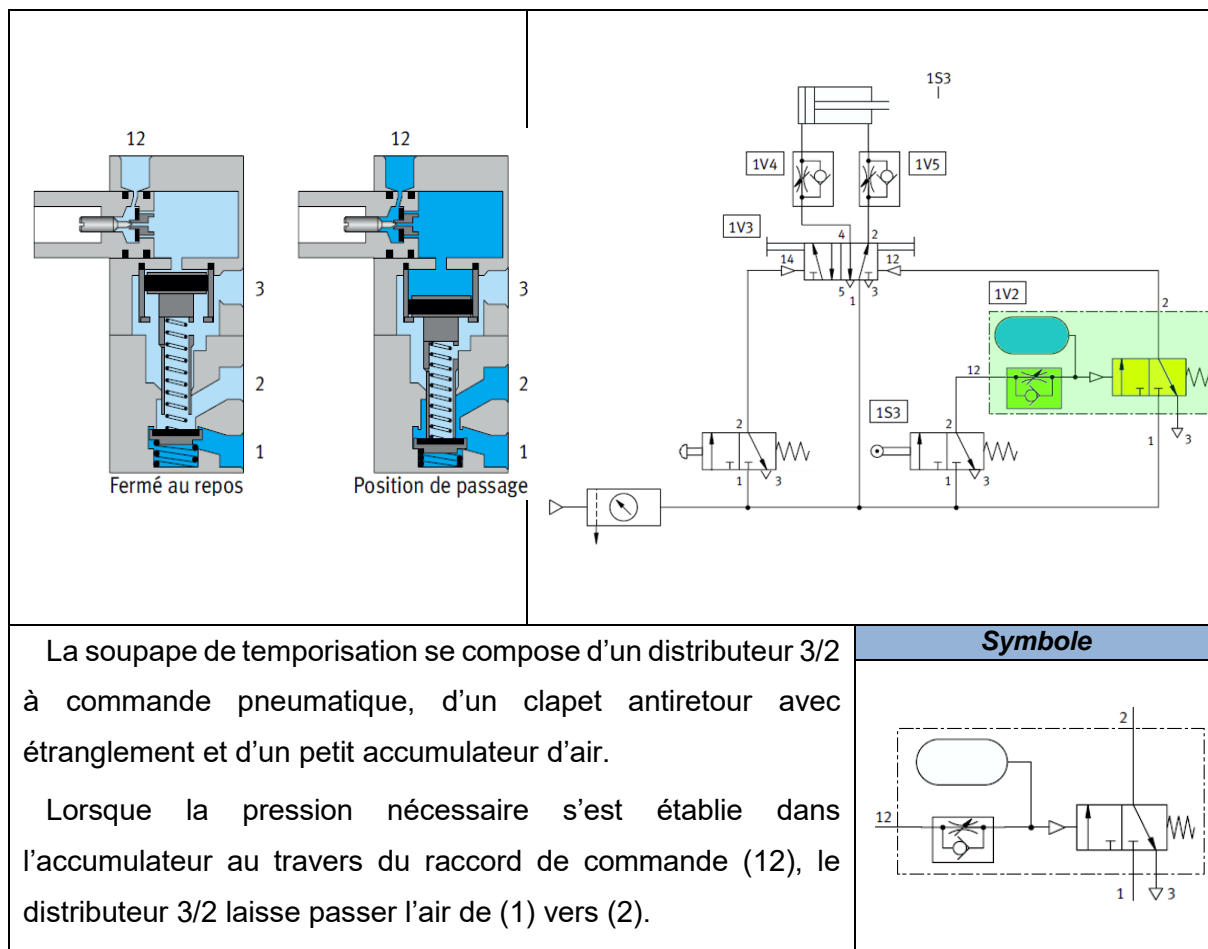 12
12
3
3
2
2
1
1
Fermé au repos
Position de passage
1S3
1V4
1V5
1V3
4
2
14
12
5
1
3
1V2
2
12
1
3
1S3
2
2
1
3
1
3
La soupape de temporisation se compose d’un distributeur 3/2
à commande pneumatique, d’un clapet antiretour avec
étranglement et d’un petit accumulateur d’air.
Lorsque la pression nécessaire s’est établie dans
l’accumulateur au travers du raccord de commande (12), le
distributeur 3/2 laisse passer l’air de (1) vers (2).
Symbole
2
12
1
3